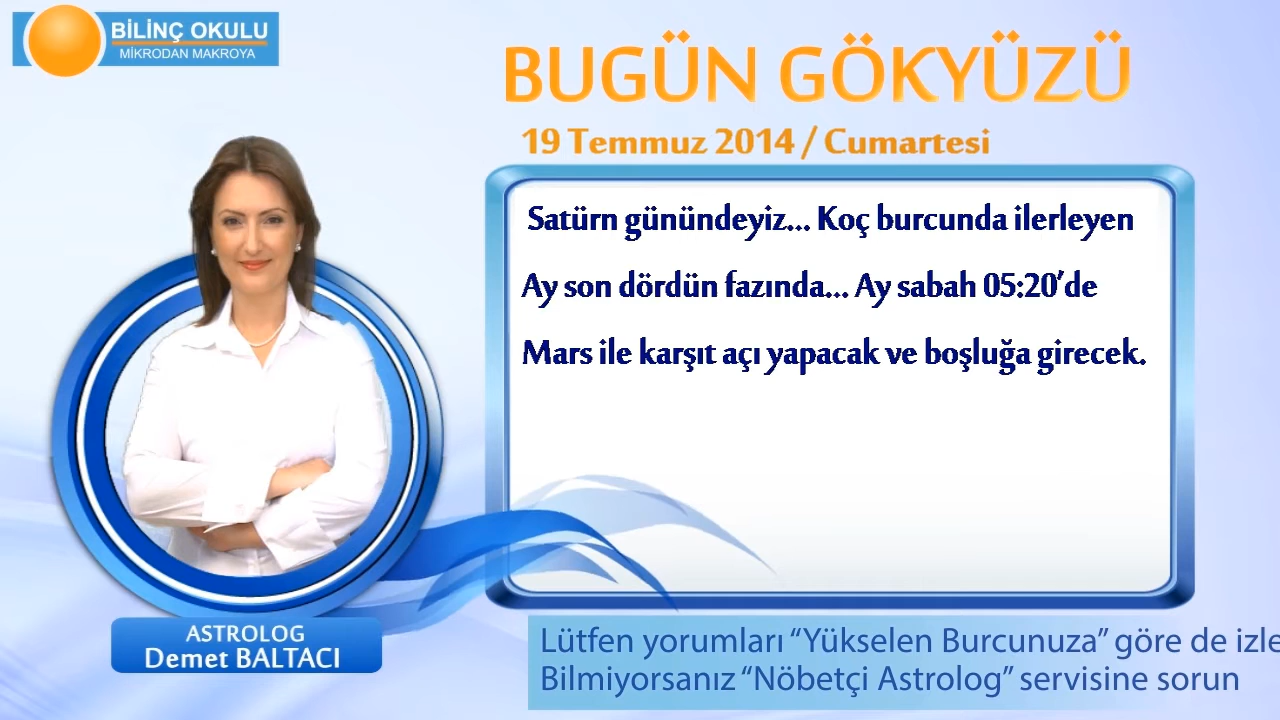 BİLİNÇ OKULU
MİKRODAN MAKROYA
BUGÜN GÖKYÜZÜ
19 Temmuz 2014 / Cumartesi
Satürn günündeyiz... Koç burcunda ilerleyen
Ay son dördün fazında... Ay sabah 05:20'de
Mars ile karşıt açı yapacak ve boşluğa girecek.
ASTROLOG
Demet BALTACI
Lütfen yorumları “Yükselen Burcunuza” göre de izle
Bilmiyorsanız “Nöbetçi Astrolog” servisine sorun